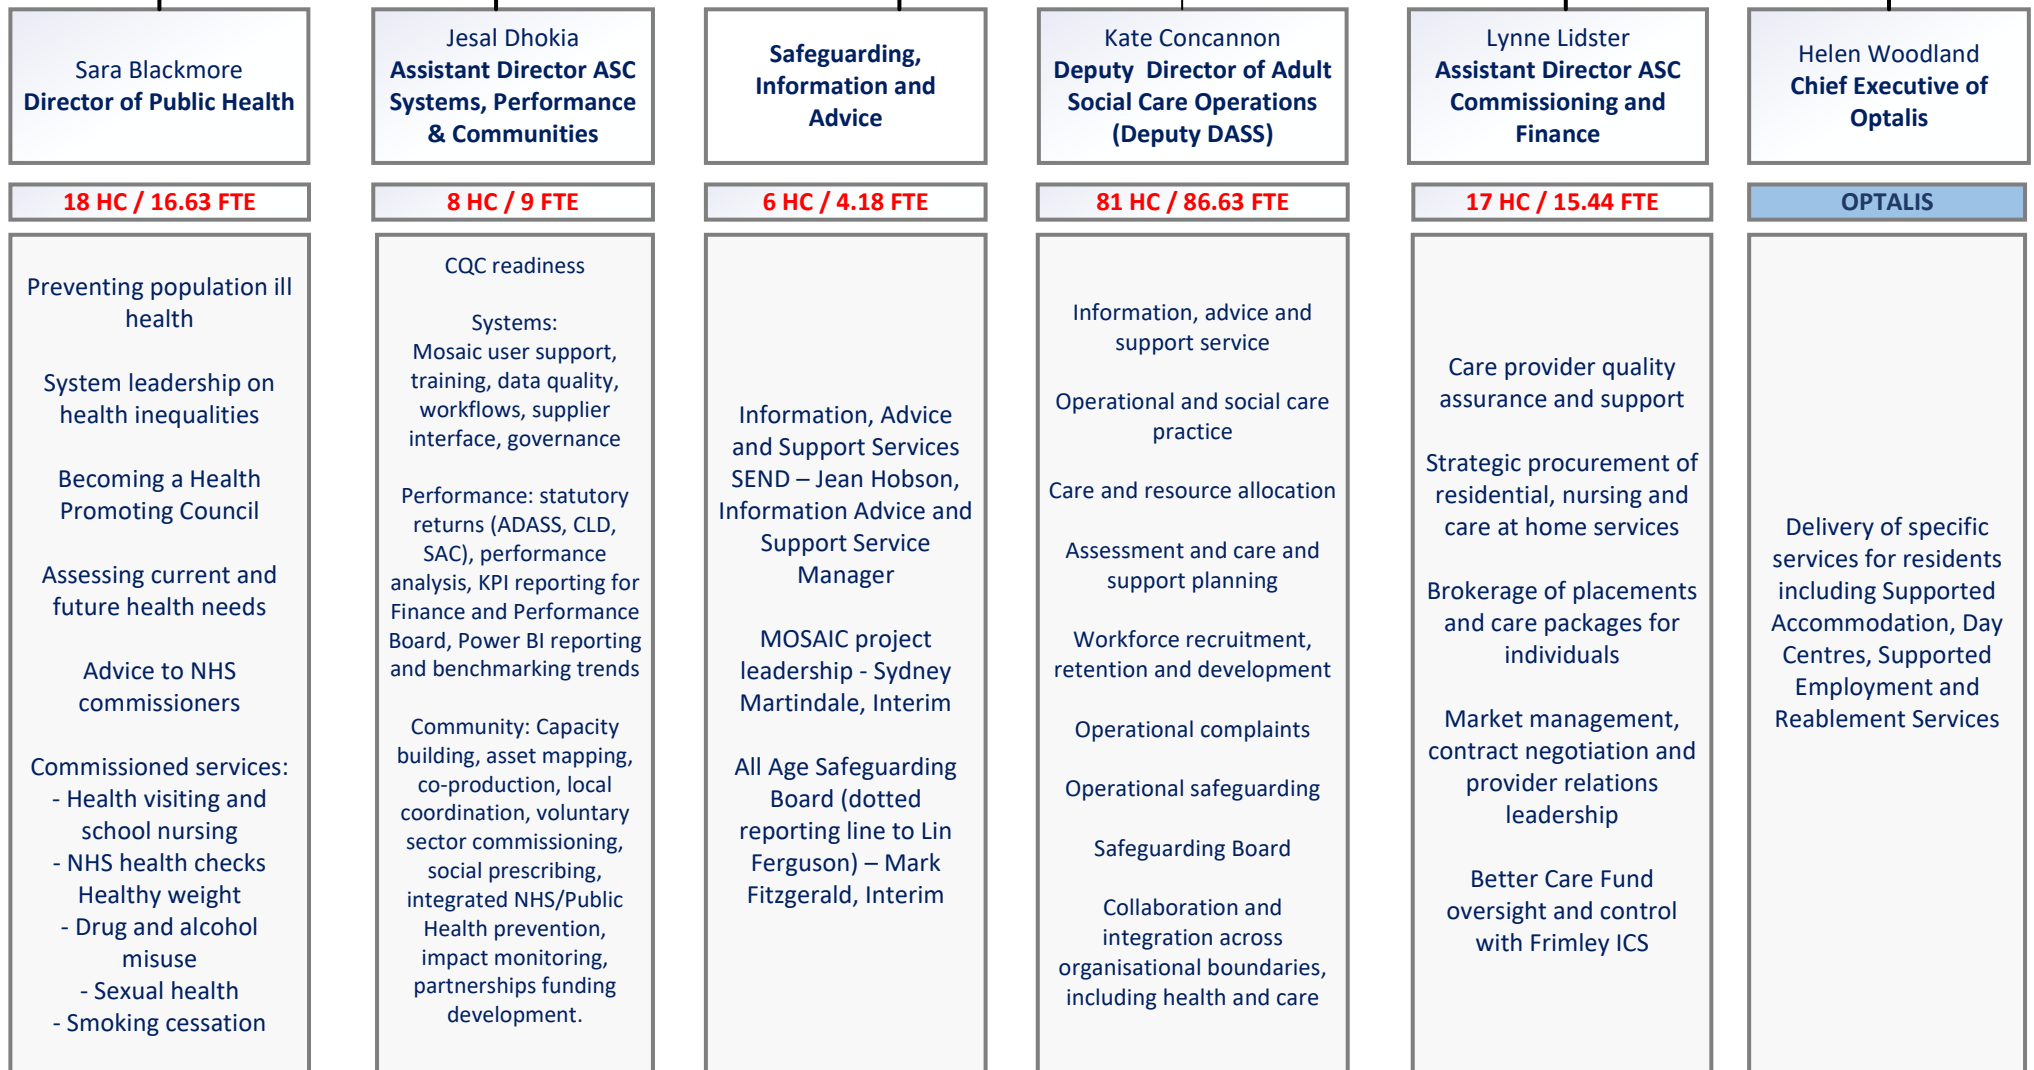 Sara Blackmore
Director of Public Health
18 HC / 16.63 FTE
Preventing population ill
health
System leadership on
health inequalities
Becoming a Health
Promoting Council
Assessing current and
future health needs
Advice to NHS
commissioners
Commissioned services:
- Health visiting and
school nursing
- NHS health checks
Healthy weight
- Drug and alcohol
misuse
- Sexual health
- Smoking cessation
Jesal Dhokia
Assistant Director ASC
Systems, Performance
& Communities
8 HC / 9 FTE
CQC readiness
Systems:
Mosaic user support,
training, data quality,
workflows, supplier
interface, governance
Performance: statutory
returns (ADASS, CLD,
SAC), performance
analysis, KPI reporting for
Finance and Performance
Board, Power BI reporting
and benchmarking trends
Community: Capacity
building, asset mapping,
co-production, local
coordination, voluntary
sector commissioning,
social prescribing,
integrated NHS/Public
Health prevention,
impact monitoring,
partnerships funding
development.
Safeguarding,
Information and
Advice
6 HC / 4.18 FTE
Information, Advice
and Support Services
SEND – Jean Hobson,
Information Advice and
Support Service
Manager
MOSAIC project
leadership - Sydney
Martindale, Interim
All Age Safeguarding
Board (dotted
reporting line to Lin
Ferguson) – Mark
Fitzgerald, Interim
Kate Concannon
Deputy Director of Adult
Social Care Operations
(Deputy DASS)
81 HC / 86.63 FTE
Information, advice and
support service
Operational and social care
practice
Care and resource allocation
Assessment and care and
support planning
Workforce recruitment,
retention and development
Operational complaints
Operational safeguarding
Safeguarding Board
Collaboration and
integration across
organisational boundaries,
including health and care
Lynne Lidster
Assistant Director ASC
Commissioning and
Finance
17 HC / 15.44 FTE
Care provider quality
assurance and support
Strategic procurement of
residential, nursing and
care at home services
Brokerage of placements
and care packages for
individuals
Market management,
contract negotiation and
provider relations
leadership
Better Care Fund
oversight and control
with Frimley ICS
Helen Woodland
Chief Executive of
Optalis
OPTALIS
Delivery of specific
services for residents
including Supported
Accommodation, Day
Centres, Supported
Employment and
Reablement Services